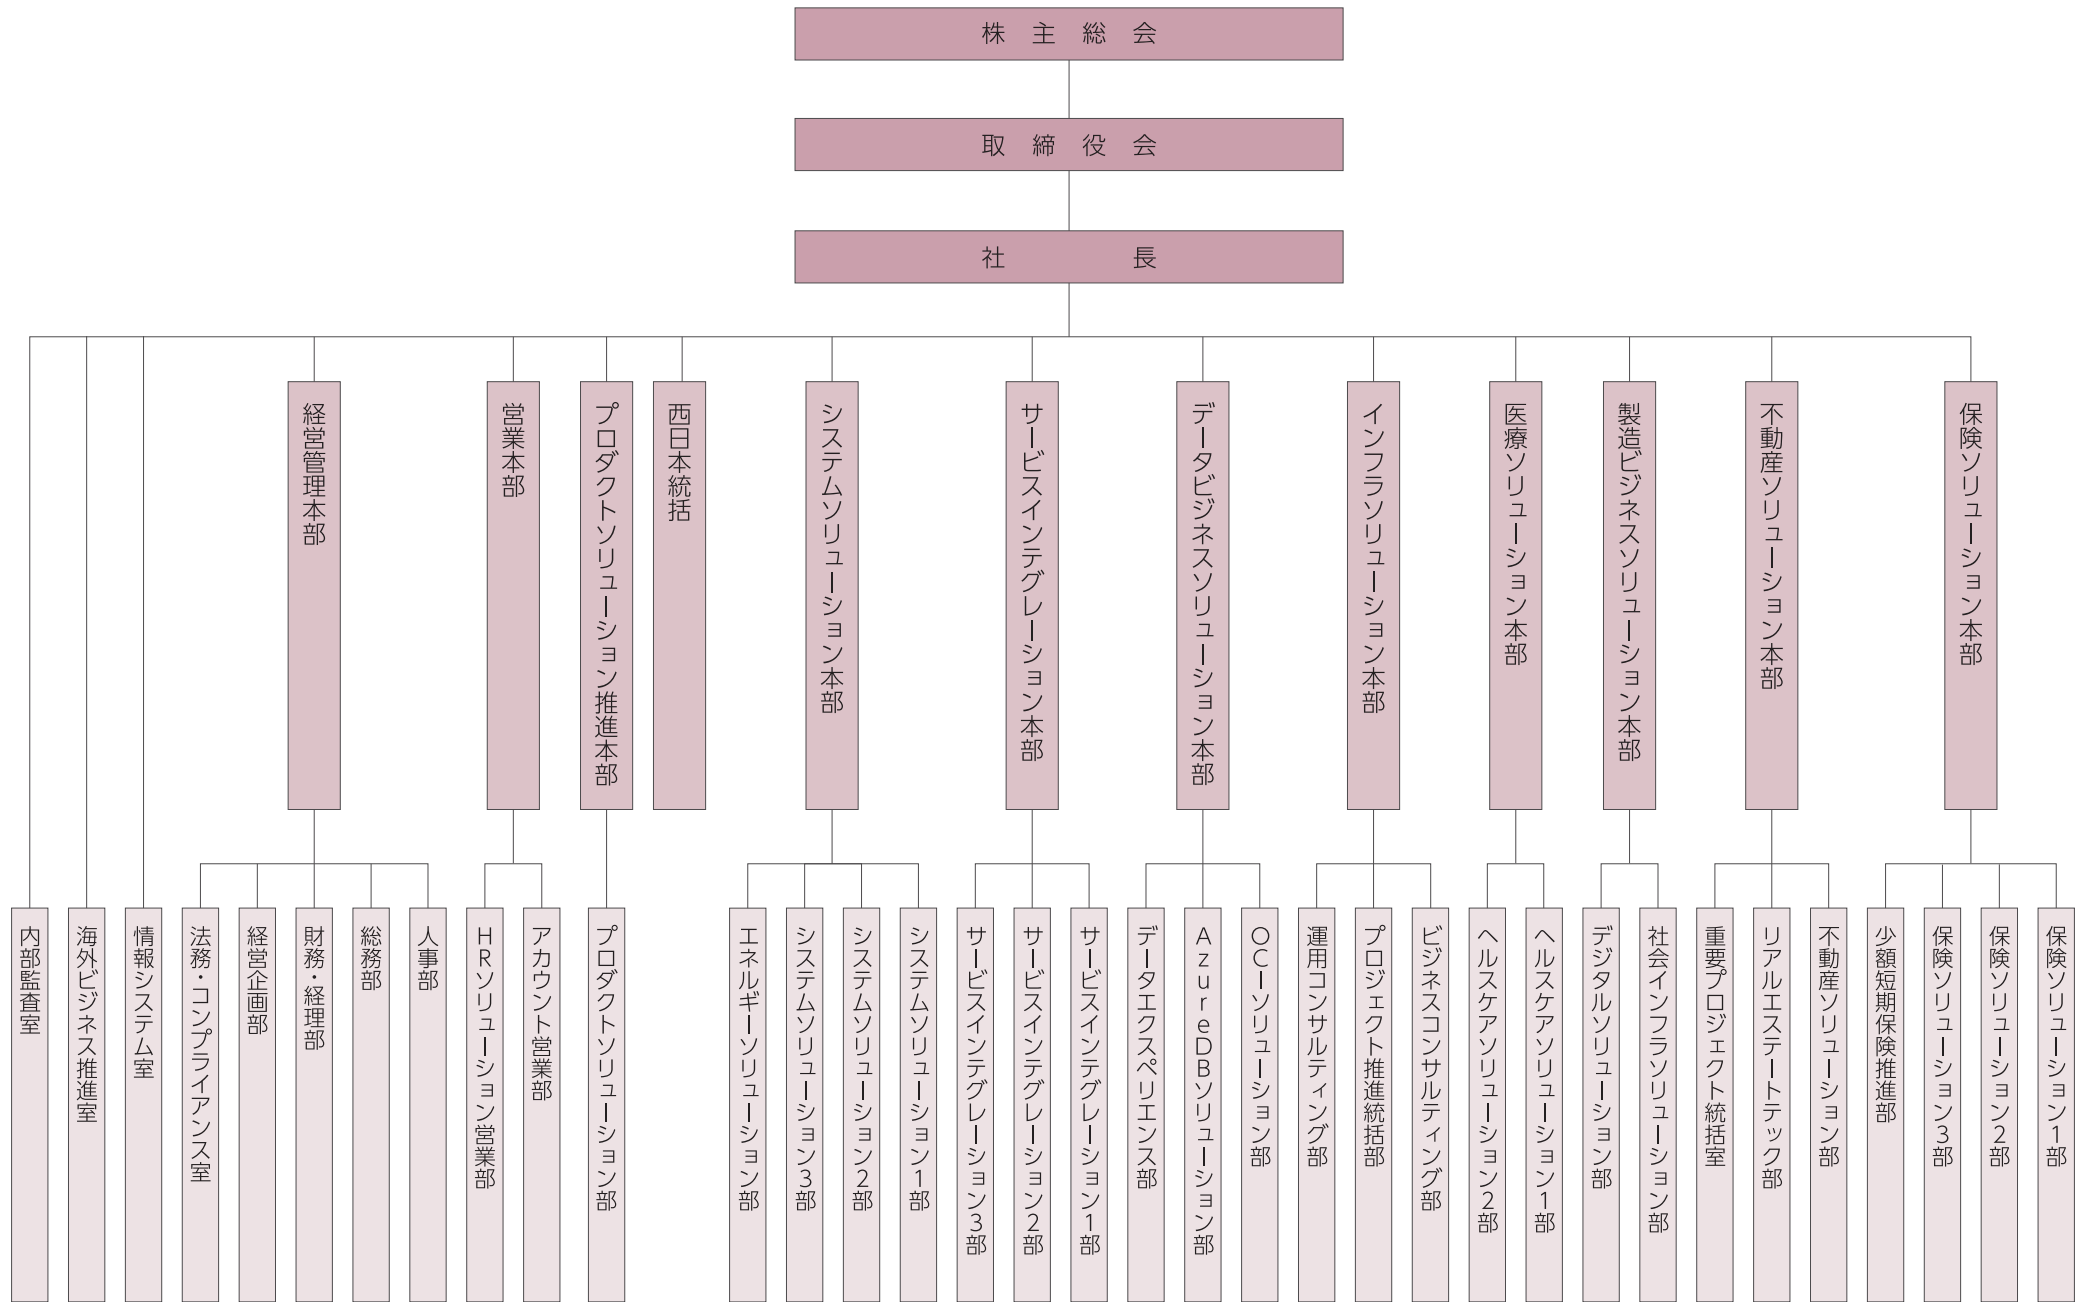 株主総会
取締役会
社長
経営管理本部
営業本部
プロダクトソリューション推進本部
西日本統括
システムソリューション本部
サービスインテグレーション本部
データビジネスソリューション本部
インフラソリューション本部
医療ソリューション本部
製造ビジネスソリューション本部
不動産ソリューション本部
保険ソリューション本部
内部監査室
海外ビジネス推進室
情報システム室
法務・コンプライアンス室
経営企画部
財務・経理部
総務部
人事部
HRソリューション営業部
アカウント営業部
プロダクトソリューション部
エネルギーソリューション部
システムソリューション3部
システムソリューション2部
システムソリューション1部
サービスインテグレーション3部
サービスインテグレーション2部
サービスインテグレーション1部
データエクスペリエンス部
AzureDBソリューション部
OCIソリューション部
運用コンサルティング部
プロジェクト推進統括部
ビジネスコンサルティング部
ヘルスケアソリューション2部
ヘルスケアソリューション1部
デジタルソリューション部
社会インフラソリューション部
重要プロジェクト統括室
リアルエステートテック部
不動産ソリューション部
少額短期保険推進部
保険ソリューション3部
保険ソリューション2部
保険ソリューション1部